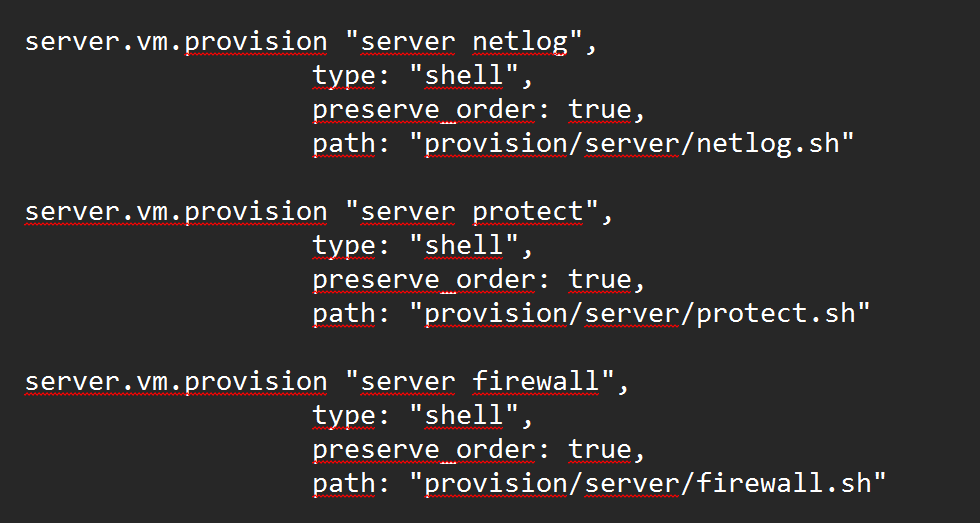 server.vm.provision "server netlog",
type: "shell",
preserve_order: true,
path: "provision/server/netlog.sh"
server.vm.provision "server protect",
type: "shell",
preserve_order: true,
path: "provision/server/protect.sh"
server.vm.provision "server firewall",
type: "shell",
preserve_order: true,
path: "provision/server/firewall.sh"